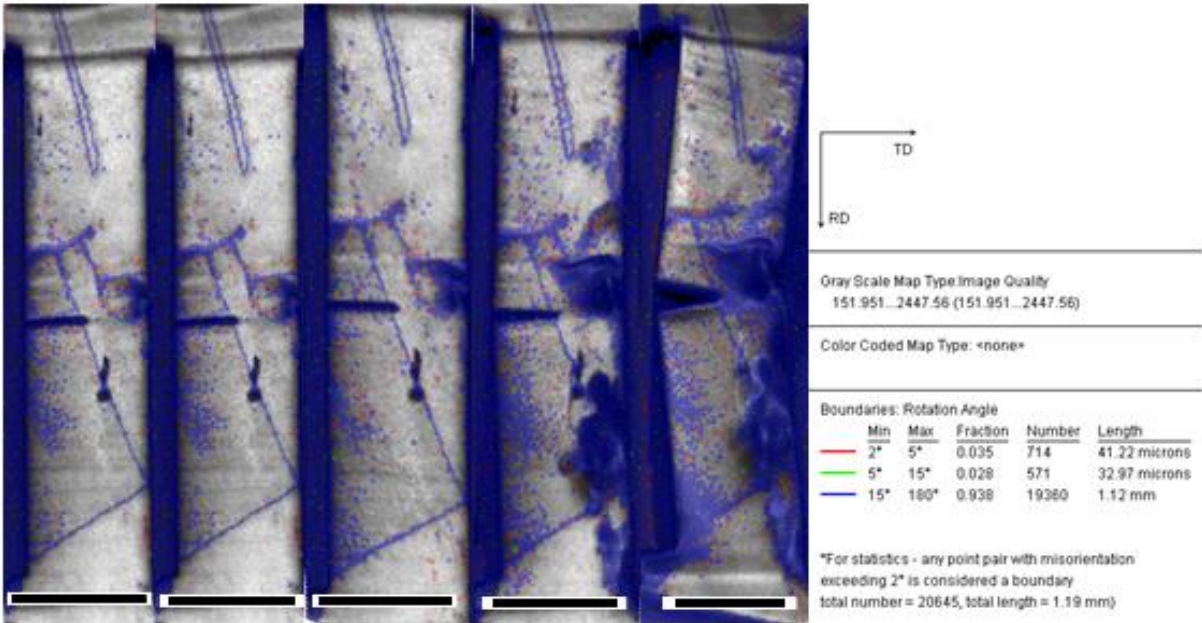 TD
RD
Gray Scale Map Type:Image Quality
151.951...2447.56 (151.951...2447.56)
Color Coded Map Type: <none>
Boundaries: Rotation Angle
Min Max Fraction Number Length
2° 5° 0.035 714 41.22 microns
5° 15° 0.028 571 32.97 microns
15° 180° 0.938 19360 1.12 mm
*For statistics - any point pair with misorientation
exceeding 2° is considered a boundary
total number = 20645, total length = 1.19 mm)